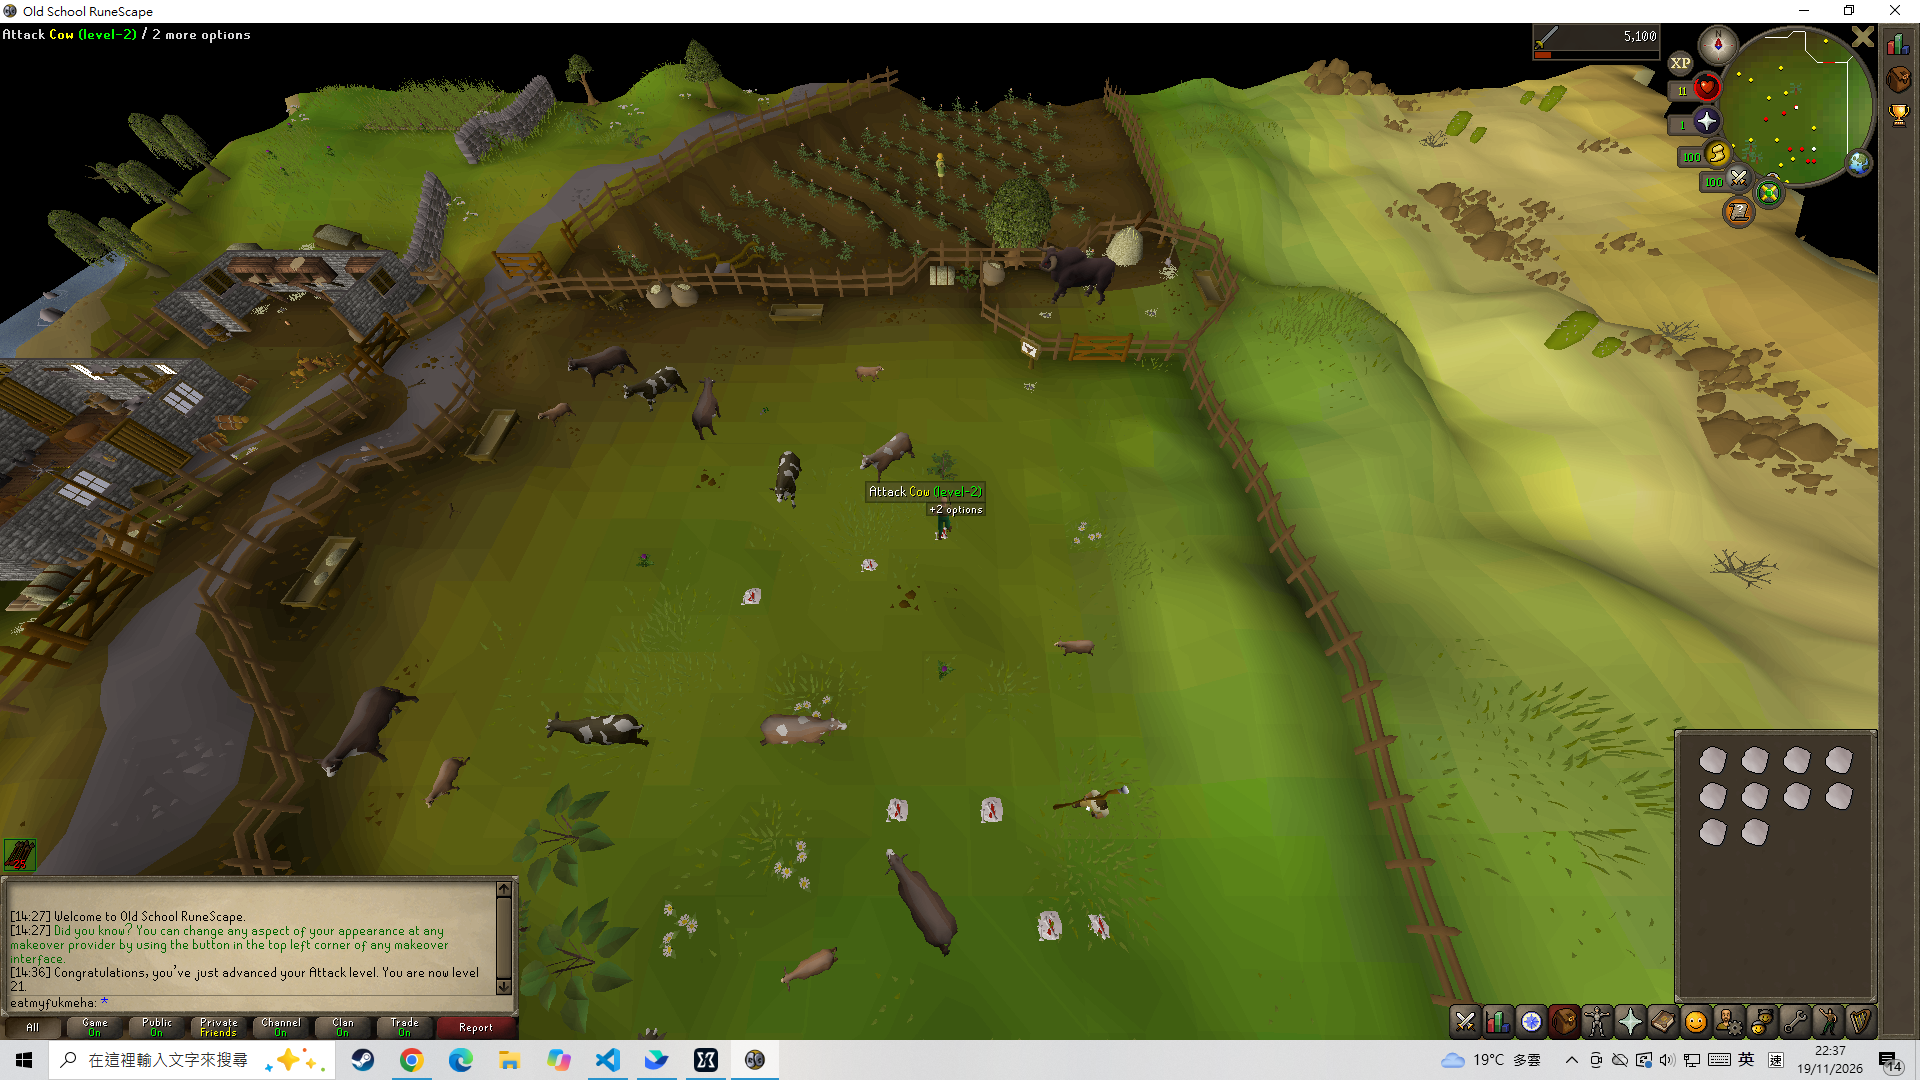 Old School RuneScape
Attack Cow (level-2) / 2 more options
5,100
N
XP
11
1
100
100
Attack Cow (level-2)
+2 options
25
[14:27] Welcome to Old School RuneScape.
[14:27] Did you know? You can change any aspect of your appearance at any
makeover provider by using the button in the top left corner of any makeover
interface.
[14:36] Congratulations, you've just advanced your Attack level. You are now level
21.
eatmyfukmeha: *
All
Game
On
Public
On
Private
Friends
Channel
On
Clan
On
Trade
On
Report
在這裡輸入文字來搜尋
19°C 多雲
英
速
22:37
19/11/2026
14